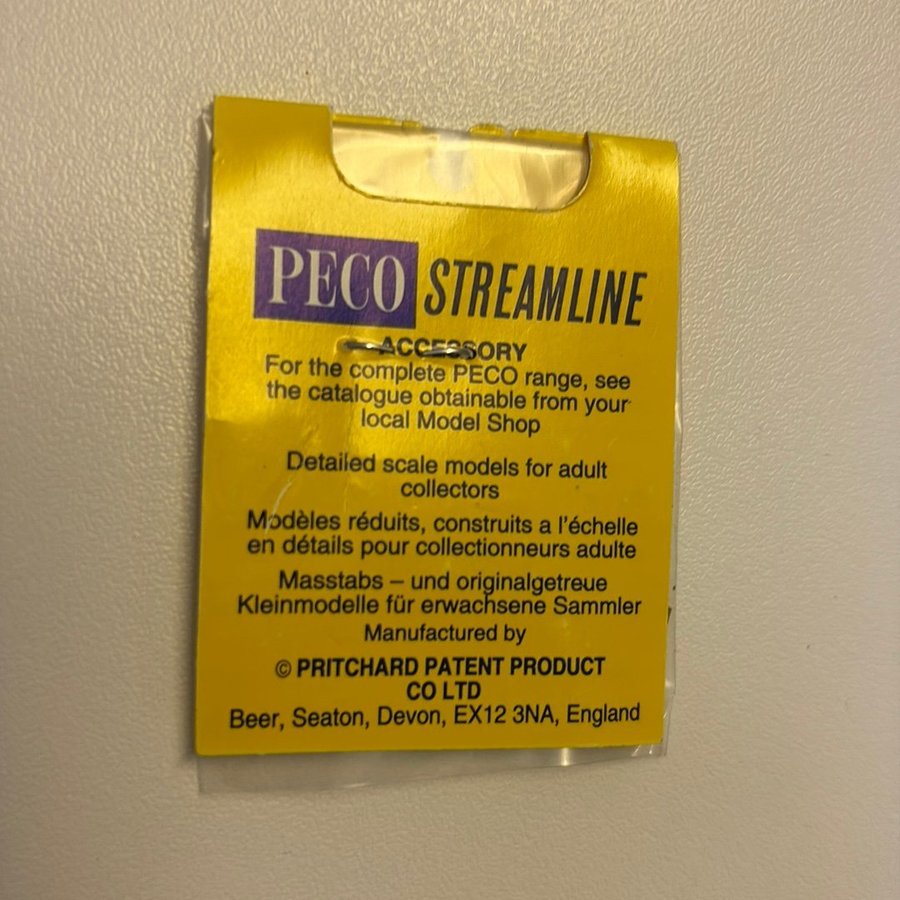 PECO STREAMLINE
ACCESSORY
For the complete PECO range, see
the catalogue obtainable from your
local Model Shop
Detailed scale models for adult
collectors
Modèles réduits, construits a l'échelle
en détails pour collectionneurs adulte
Masstabs – und originalgetreue
Kleinmodelle für erwachsene Sammler
Manufactured by
© PRITCHARD PATENT PRODUCT
CO LTD
Beer, Seaton, Devon, EX12 3NA, England